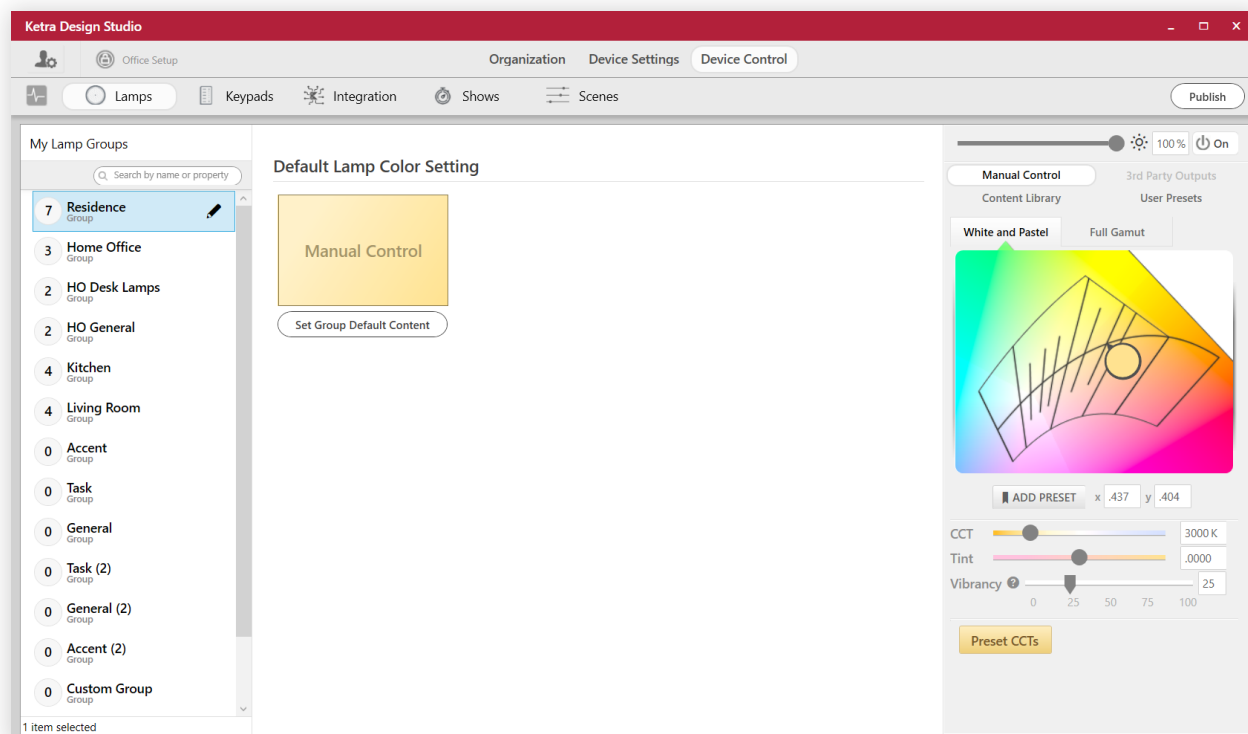 Ketra Design Studio
Office Setup
Organization Device Settings Device Control
Lamps Keypads Integration Shows Scenes Publish
My Lamp Groups
Search by name or property
7 Residence
Group
3 Home Office
Group
2 HO Desk Lamps
Group
2 HO General
Group
4 Kitchen
Group
4 Living Room
Group
0 Accent
Group
0 Task
Group
0 General
Group
0 Task (2)
Group
0 General (2)
Group
0 Accent (2)
Group
0 Custom Group
Group
1 item selected
Default Lamp Color Setting
Manual Control
Set Group Default Content
100 % On
Manual Control 3rd Party Outputs
Content Library User Presets
White and Pastel Full Gamut
ADD PRESET x .437 y .404
CCT 3000 K
Tint .0000
Vibrancy ? 25
0 25 50 75 100
Preset CCTs